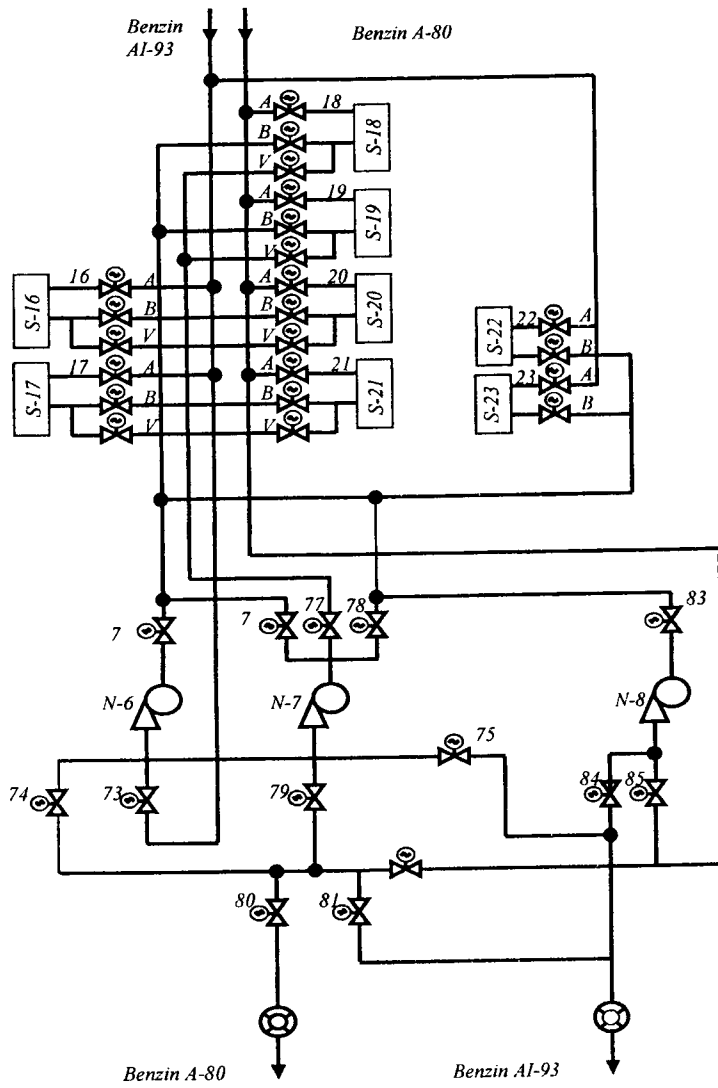 Benzin
AI-93
Benzin A-80
A 18
S-18
B
V
A 19
S-19
B
V
16 A
A 20
S-16
B B
S-20
V V
17 A
A 21
S-17
B B
S-21
V V
22 A
S-22
B
23 A
S-23
B
7
7
77
78
83
N-6
N-7
N-8
75
74
73
79
84
85
80
81
Benzin A-80
Benzin AI-93